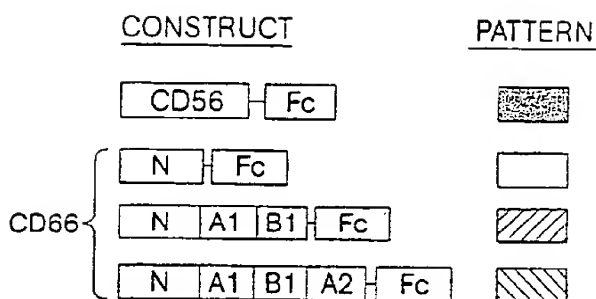 CONSTRUCT PATTERN
CD56 Fc
N Fc
CD66 N A1 B1 Fc
N A1 B1 A2 Fc